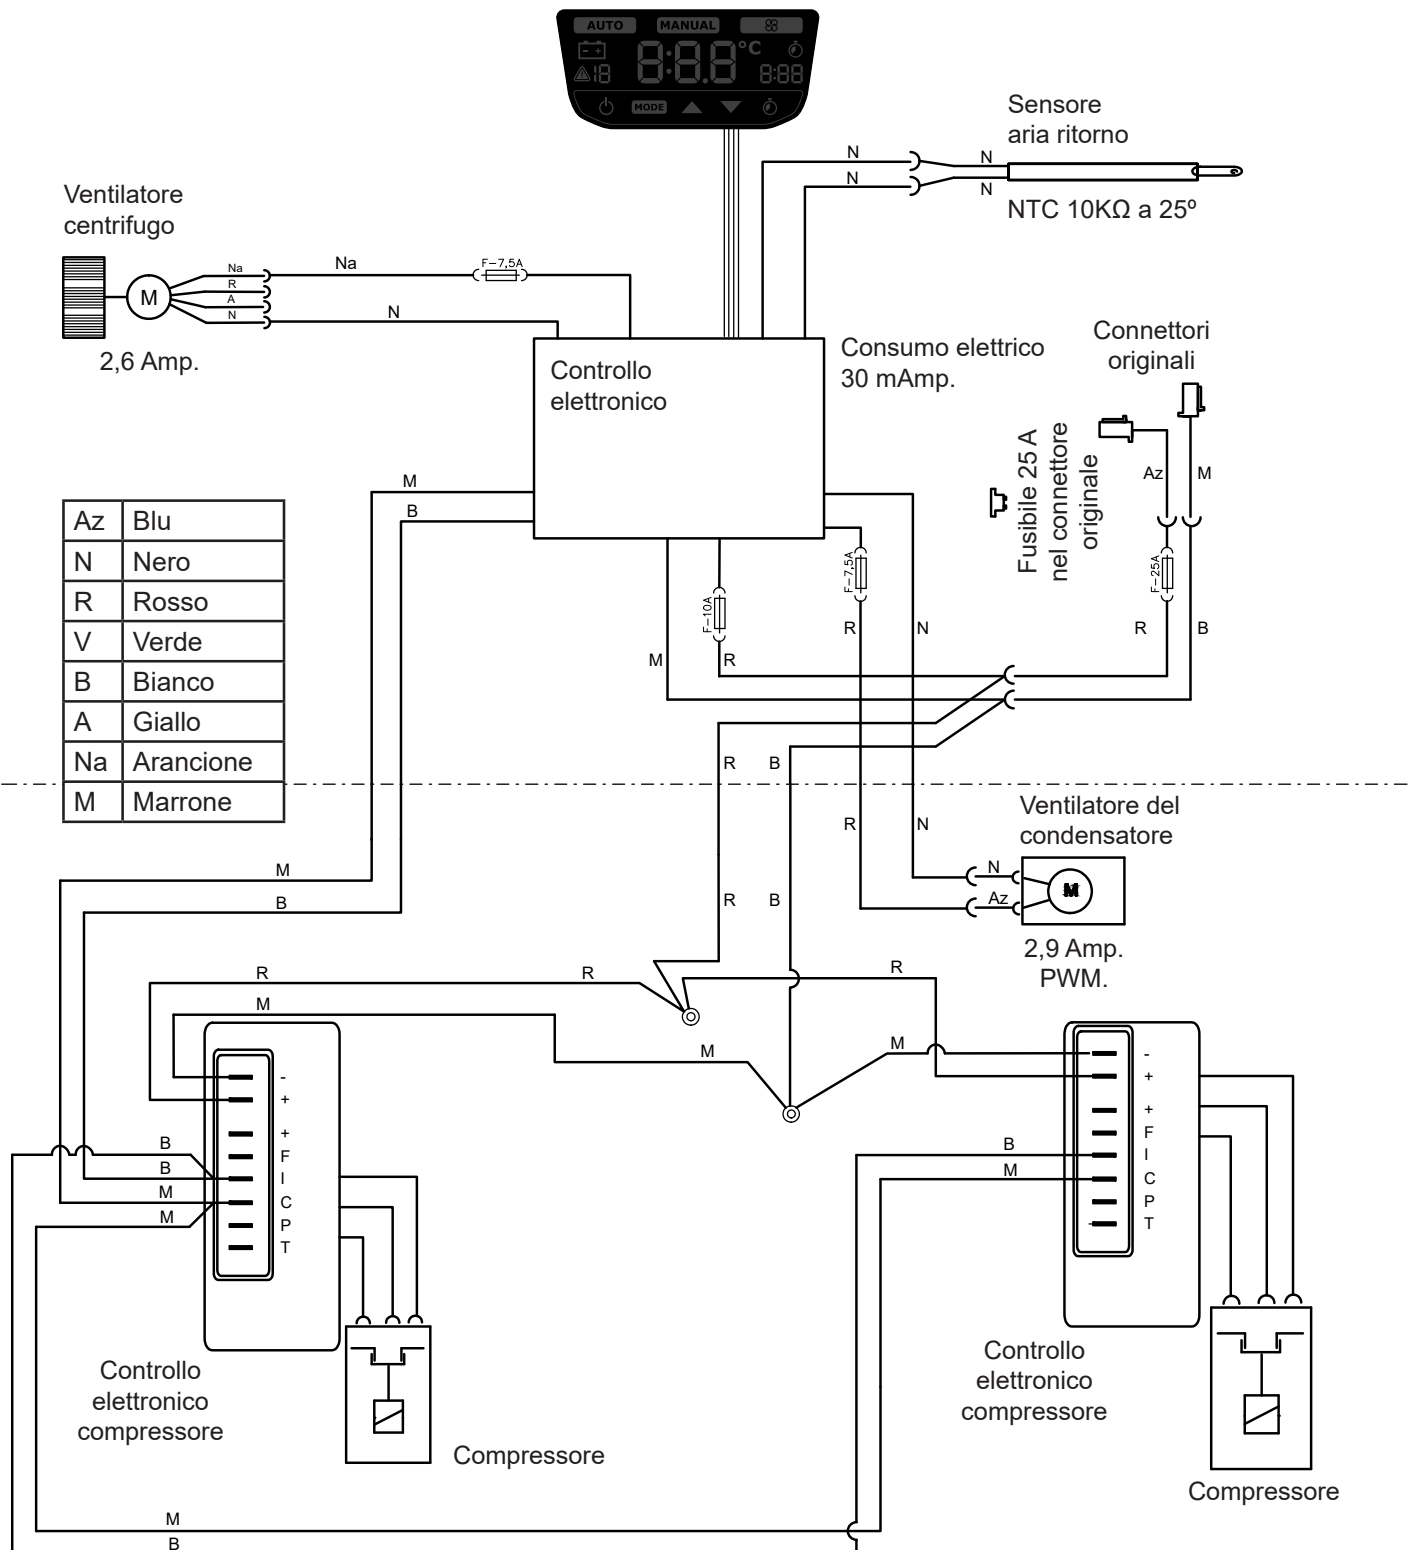 AUTO MANUAL
°C
18 8:8.8 8:88
MODE
Sensore
aria ritorno
N
N
N
N
NTC 10KΩ a 25º
Ventilatore
centrifugo
Na
R
A
N
Na
F-7,5A
N
M
2,6 Amp.
Controllo
elettronico
Consumo elettrico
30 mAmp.
Connettori
originali
Fusibile 25 A
nel connettore
originale
Az
M
F-25A
R
B
M
B
F-10A
M
R
F-7,5A
R
N
Az Blu
N Nero
R Rosso
V Verde
B Bianco
A Giallo
Na Arancione
M Marrone
R B
R N
Ventilatore del
condensatore
N
Az
M
2,9 Amp.
PWM.
M
B
R B
R R
M
R
M
M
-
+
+
F
I
C
P
T
B
B
M
M
-
+
+
F
I
C
P
T
B
M
Controllo
elettronico
compressore
Compressore
Controllo
elettronico
compressore
Compressore
M
B